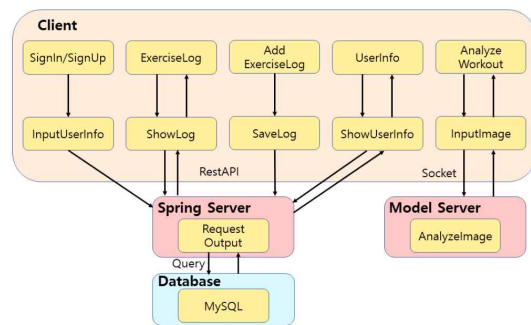 Client
SignIn/SignUp
ExerciseLog
Add
ExerciseLog
UserInfo
Analyze
Workout
InputUserInfo
ShowLog
SaveLog
ShowUserInfo
InputImage
RestAPI
Socket
Spring Server
Model Server
Request
Output
AnalyzeImage
Query
Database
MySQL